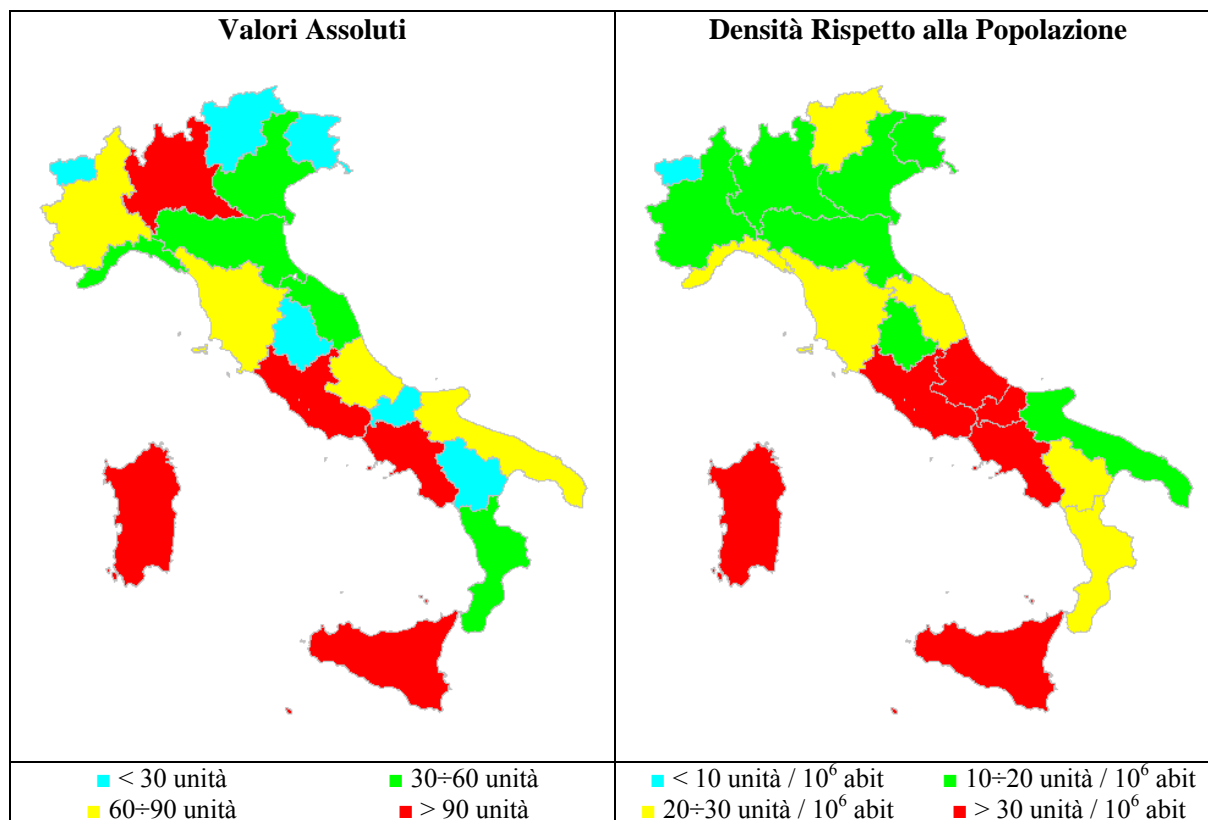 Valori Assoluti
Densità Rispetto alla Popolazione
< 30 unità 30÷60 unità
60÷90 unità > 90 unità
< 10 unità / 10⁶ abit 10÷20 unità / 10⁶ abit
20÷30 unità / 10⁶ abit > 30 unità / 10⁶ abit